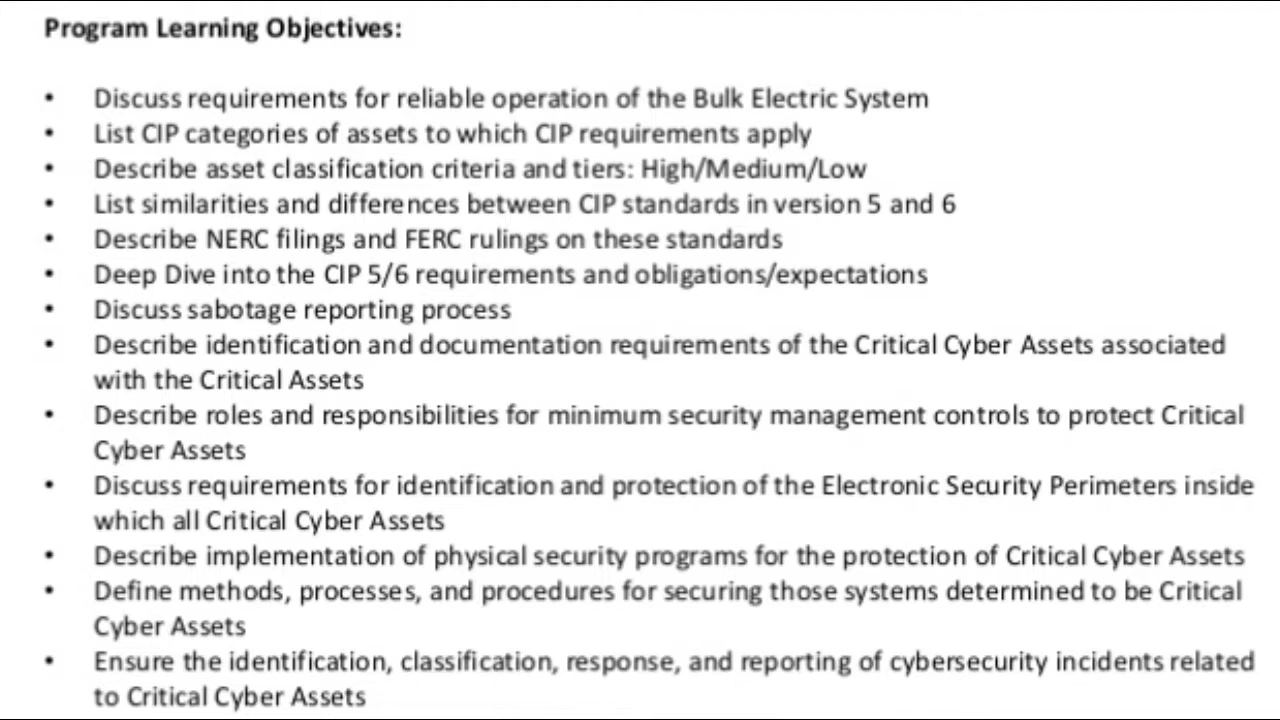 Program Learning Objectives:
• Discuss requirements for reliable operation of the Bulk Electric System
• List CIP categories of assets to which CIP requirements apply
• Describe asset classification criteria and tiers: High/Medium/Low
• List similarities and differences between CIP standards in version 5 and 6
• Describe NERC filings and FERC rulings on these standards
• Deep Dive into the CIP 5/6 requirements and obligations/expectations
• Discuss sabotage reporting process
• Describe identification and documentation requirements of the Critical Cyber Assets associated
with the Critical Assets
• Describe roles and responsibilities for minimum security management controls to protect Critical
Cyber Assets
• Discuss requirements for identification and protection of the Electronic Security Perimeters inside
which all Critical Cyber Assets
• Describe implementation of physical security programs for the protection of Critical Cyber Assets
• Define methods, processes, and procedures for securing those systems determined to be Critical
Cyber Assets
• Ensure the identification, classification, response, and reporting of cybersecurity incidents related
to Critical Cyber Assets